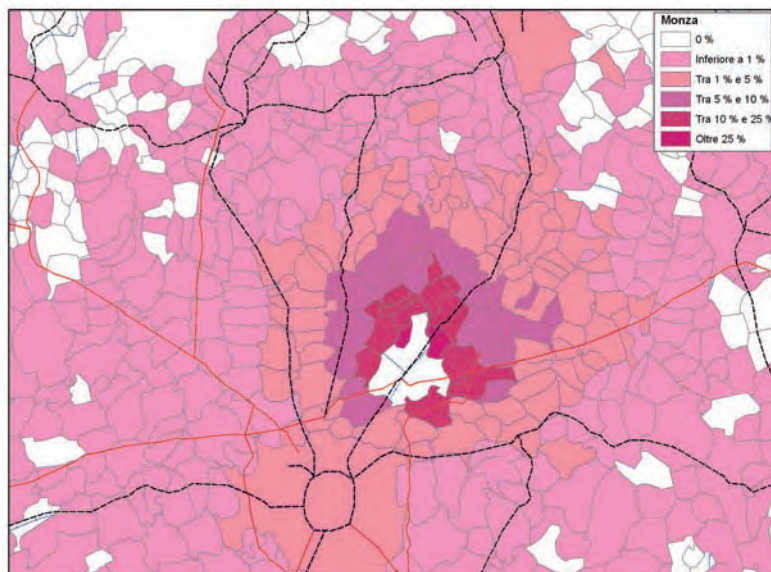 Monza
0 %
Inferiore a 1 %
Tra 1 % e 5 %
Tra 5 % e 10 %
Tra 10 % e 25 %
Oltre 25 %